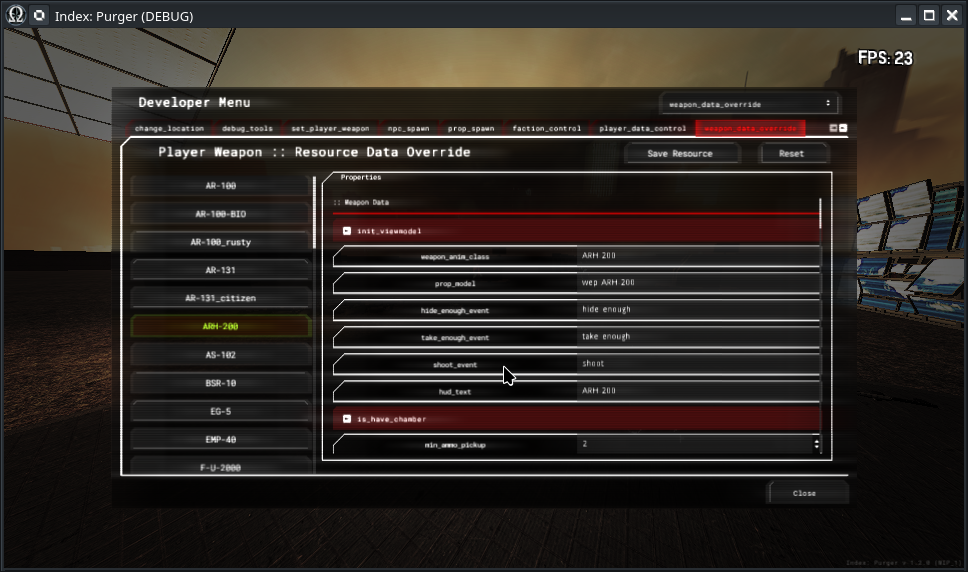 Index: Purger (DEBUG)
FPS: 23
Developer Menu
weapon_data_override
change_location
debug_tools
set_player_weapon
npc_spawn
prop_spawn
faction_control
player_data_control
weapon_data_override
Player Weapon :: Resource Data Override
Save Resource
Reset
AR-100
AR-100-BIO
AR-100_rusty
AR-131
AR-131_citizen
ARH-200
AS-102
BSR-10
EG-5
EMP-40
F-U-2000
Properties
:: Weapon Data
init_viewmodel
weapon_anim_class
ARH 200
prop_model
wep ARH 200
hide_enough_event
hide enough
take_enough_event
take enough
shoot_event
shoot
hud_text
ARH 200
is_have_chamber
min_ammo_pickup
2
Close